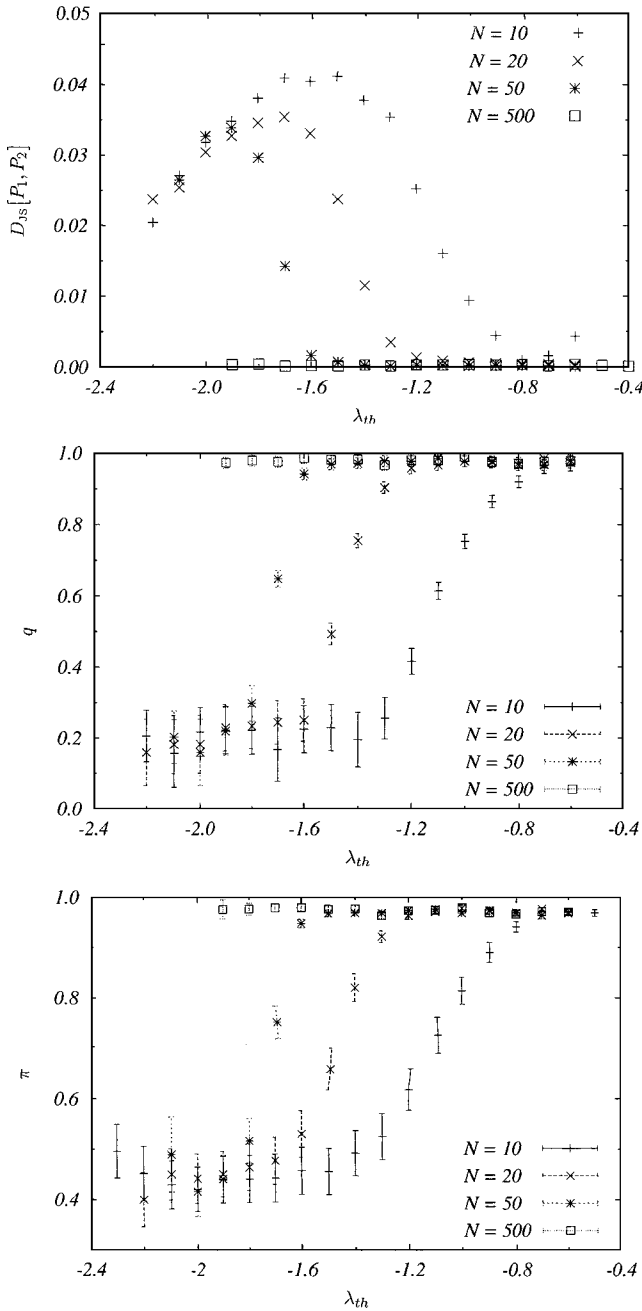 0.05
0.04
0.03
0.02
0.01
0.00
D_JS[P_1, P_2]
N = 10
N = 20
N = 50
N = 500
-2.4 -2.0 -1.6 -1.2 -0.8 -0.4
λ_th
1.0
0.8
0.6
0.4
0.2
0.0
q
N = 10
N = 20
N = 50
N = 500
-2.4 -2.0 -1.6 -1.2 -0.8 -0.4
λ_th
1.0
0.8
0.6
0.4
π
N = 10
N = 20
N = 50
N = 500
-2.4 -2 -1.6 -1.2 -0.8 -0.4
λ_th